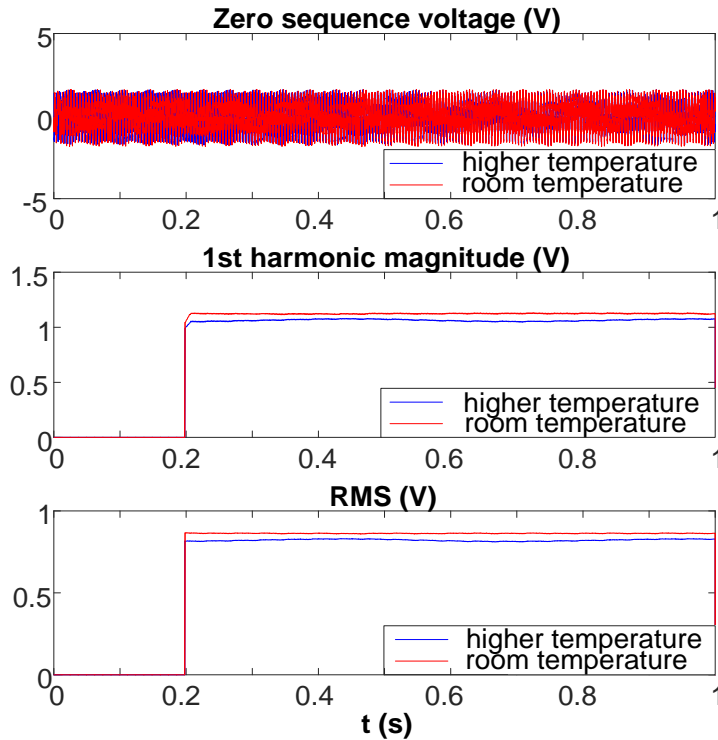 Zero sequence voltage (V)
5
0
-5
higher temperature
room temperature
0 0.2 0.4 0.6 0.8 1
1st harmonic magnitude (V)
1.5
1
0.5
0
higher temperature
room temperature
0 0.2 0.4 0.6 0.8 1
RMS (V)
1
0.5
0
higher temperature
room temperature
0 0.2 0.4 0.6 0.8 1
t (s)